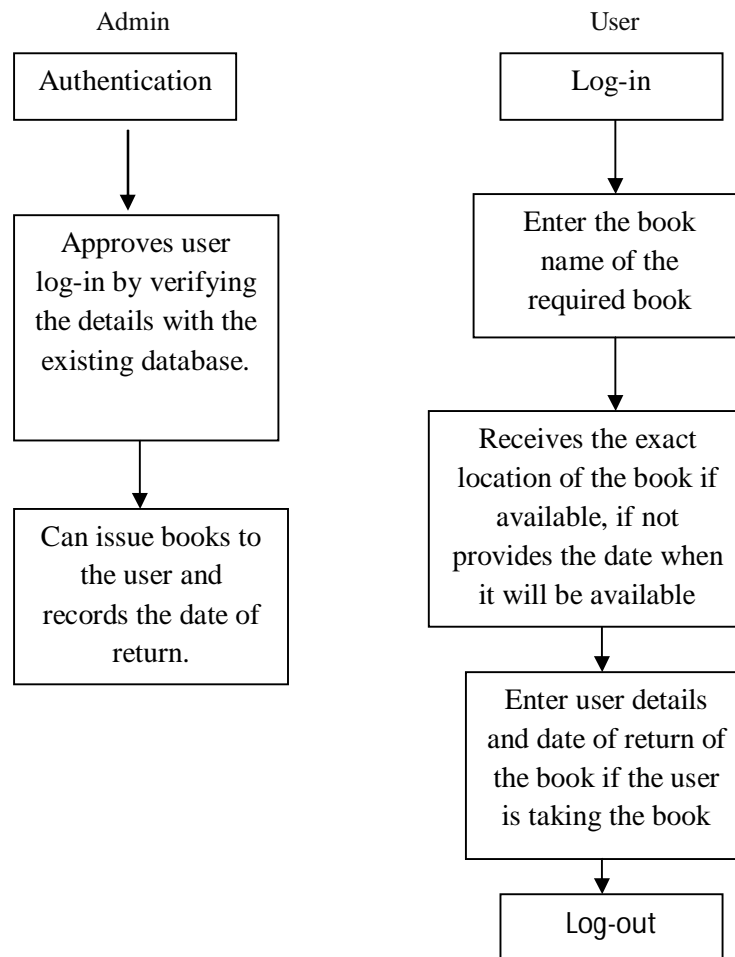 Admin
Authentication
Approves user
log-in by verifying
the details with the
existing database.
Can issue books to
the user and
records the date of
return.
User
Log-in
Enter the book
name of the
required book
Receives the exact
location of the book if
available, if not
provides the date when
it will be available
Enter user details
and date of return of
the book if the user
is taking the book
Log-out